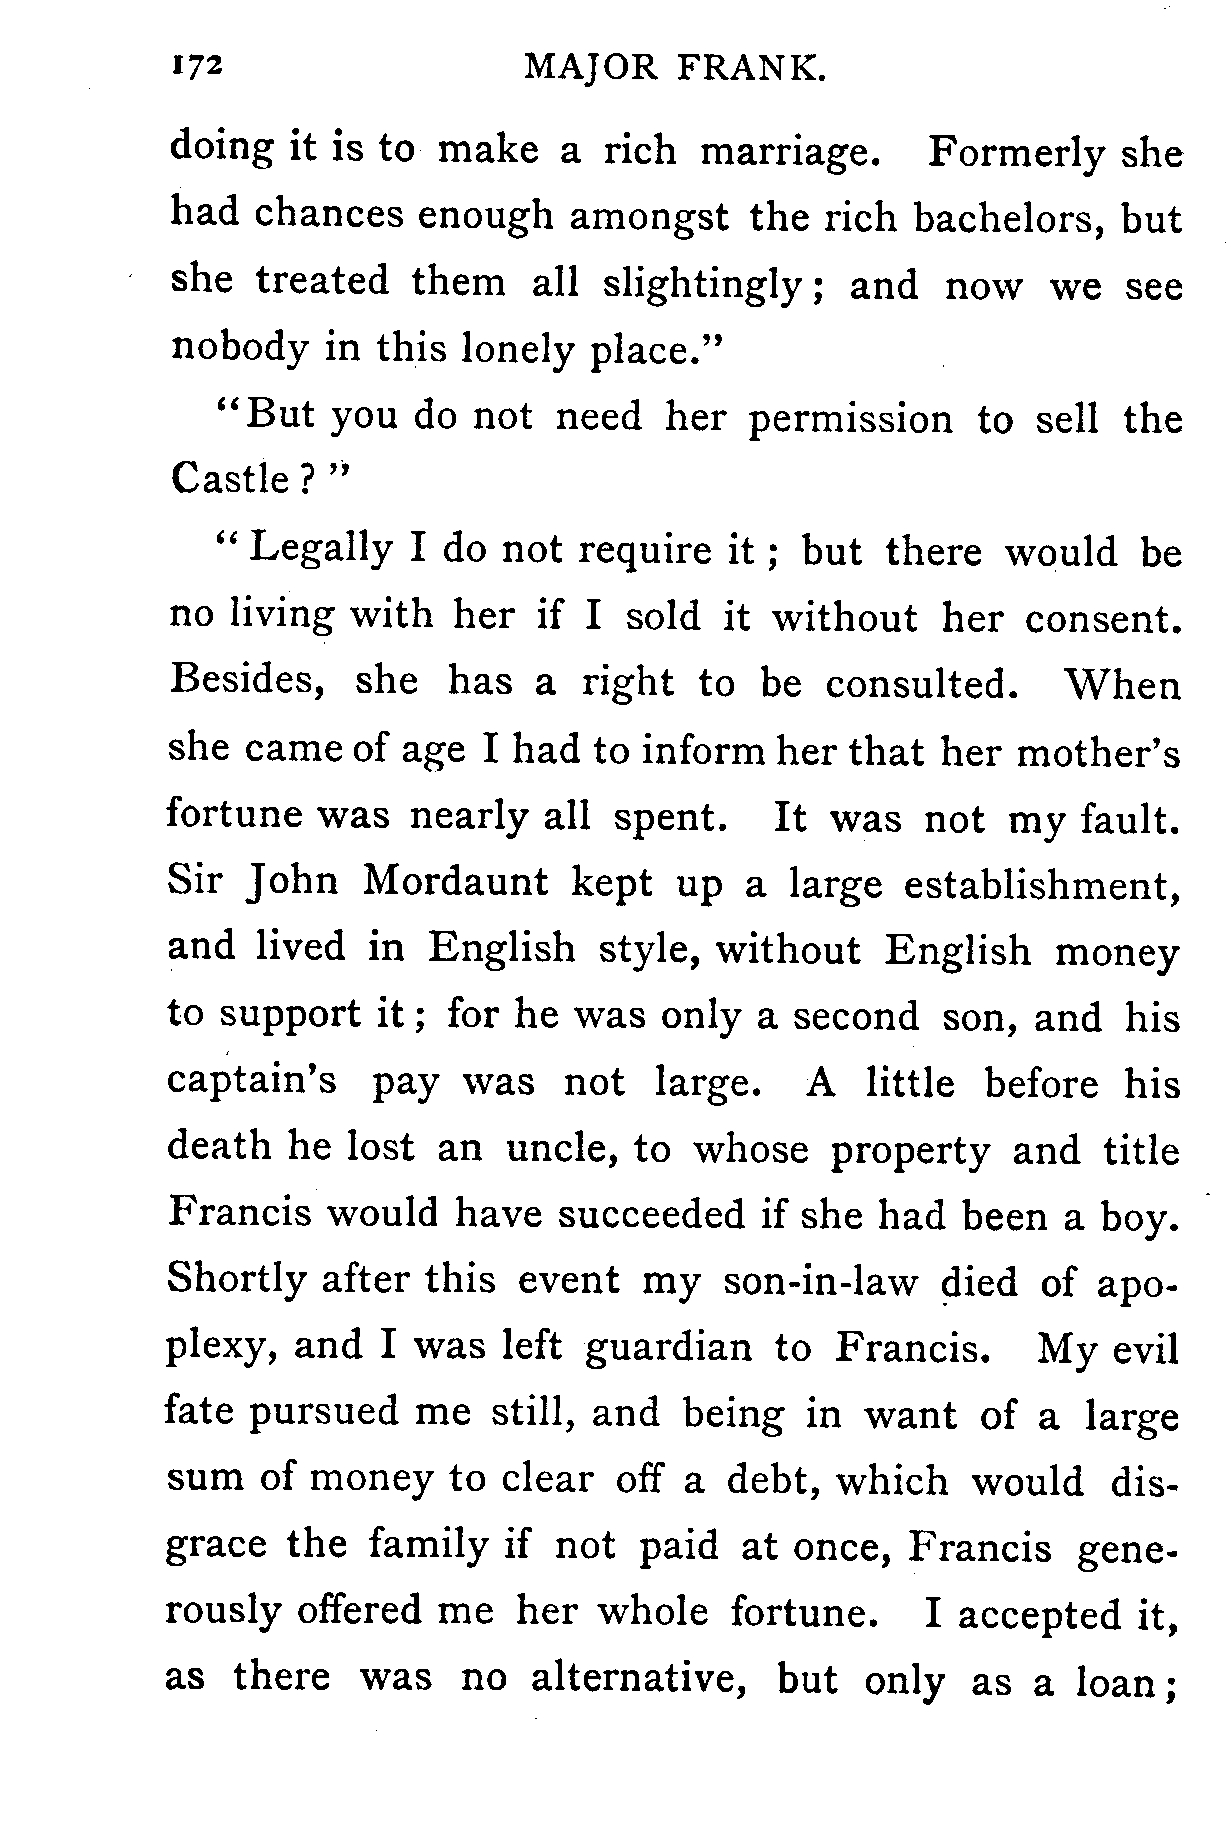 172 MAJOR FRANK.
doing it is to make a rich marriage. Formerly she
had chances enough amongst the rich bachelors, but
she treated them all slightingly; and now we see
nobody in this lonely place."
"But you do not need her permission to sell the
Castle?"
"Legally I do not require it; but there would be
no living with her if I sold it without her consent.
Besides, she has a right to be consulted. When
she came of age I had to inform her that her mother's
fortune was nearly all spent. It was not my fault.
Sir John Mordaunt kept up a large establishment,
and lived in English style, without English money
to support it; for he was only a second son, and his
captain's pay was not large. A little before his
death he lost an uncle, to whose property and title
Francis would have succeeded if she had been a boy.
Shortly after this event my son-in-law died of apo-
plexy, and I was left guardian to Francis. My evil
fate pursued me still, and being in want of a large
sum of money to clear off a debt, which would dis-
grace the family if not paid at once, Francis gene-
rously offered me her whole fortune. I accepted it,
as there was no alternative, but only as a loan;